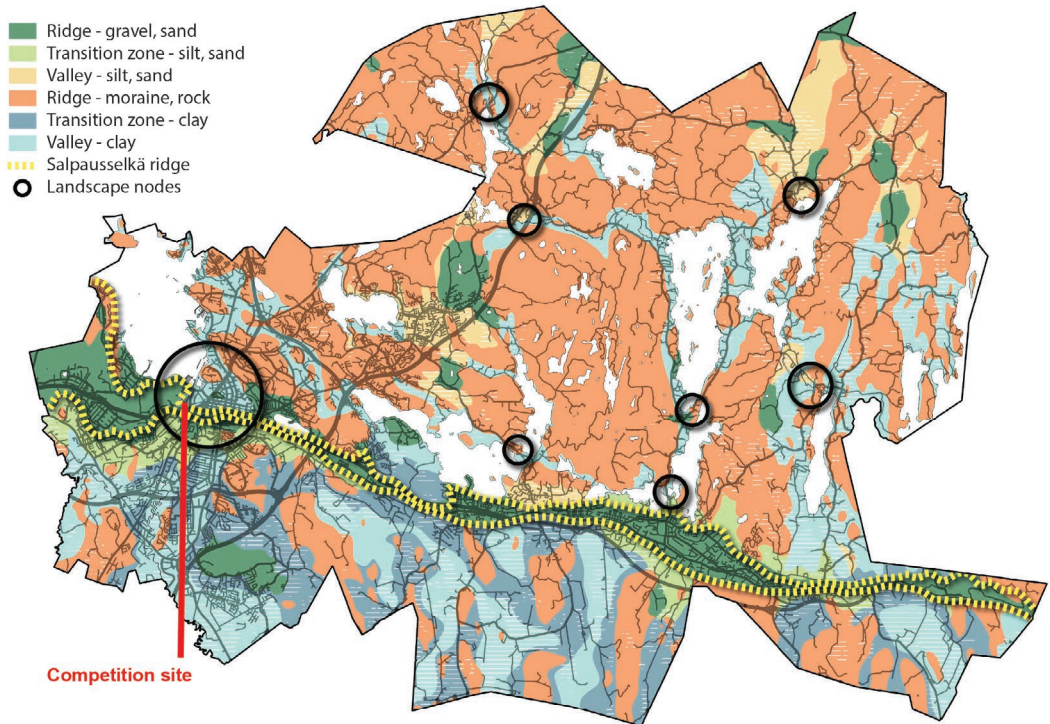 Ridge - gravel, sand
Transition zone - silt, sand
Valley - silt, sand
Ridge - moraine, rock
Transition zone - clay
Valley - clay
Salpausselkä ridge
Landscape nodes
Competition site